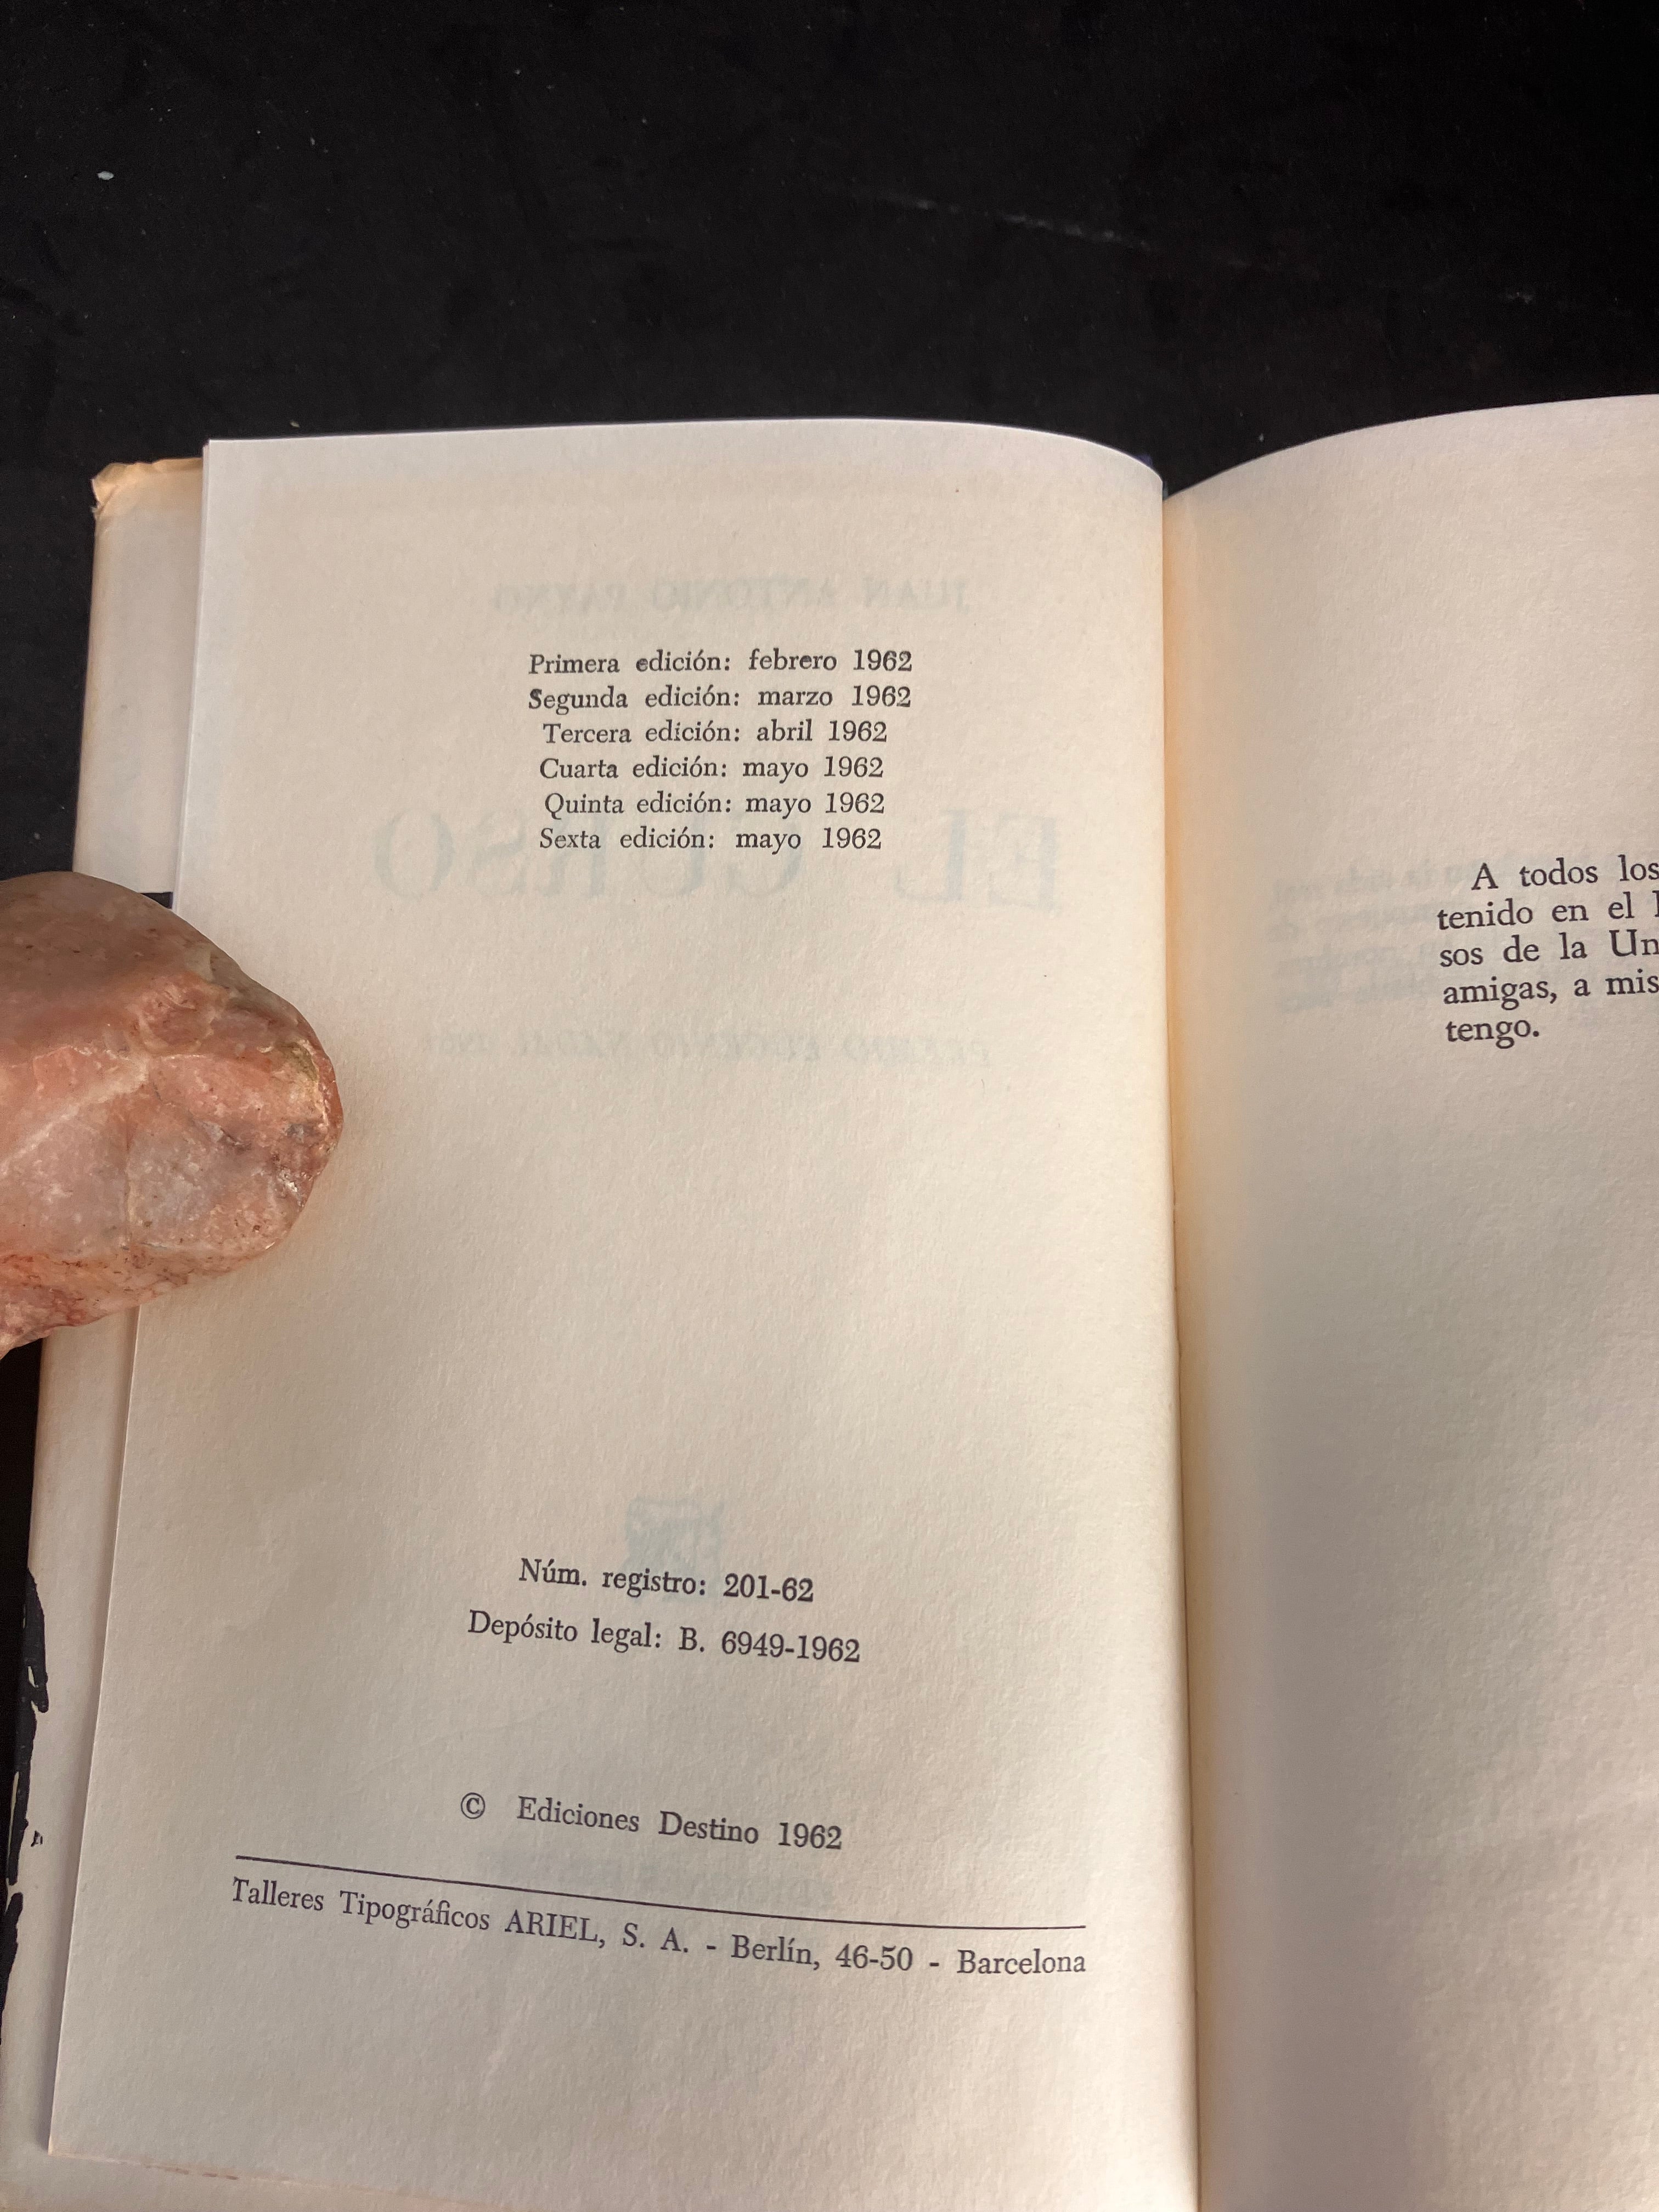 Primera edición: febrero 1962
Segunda edición: marzo 1962
Tercera edición: abril 1962
Cuarta edición: mayo 1962
Quinta edición: mayo 1962
Sexta edición: mayo 1962
Núm. registro: 201-62
Depósito legal: B. 6949-1962
© Ediciones Destino 1962
Talleres Tipográficos ARIEL, S. A. - Berlín, 46-50 - Barcelona
A todos los
tenido en el
sos de la Un
amigas, a mis
tengo.